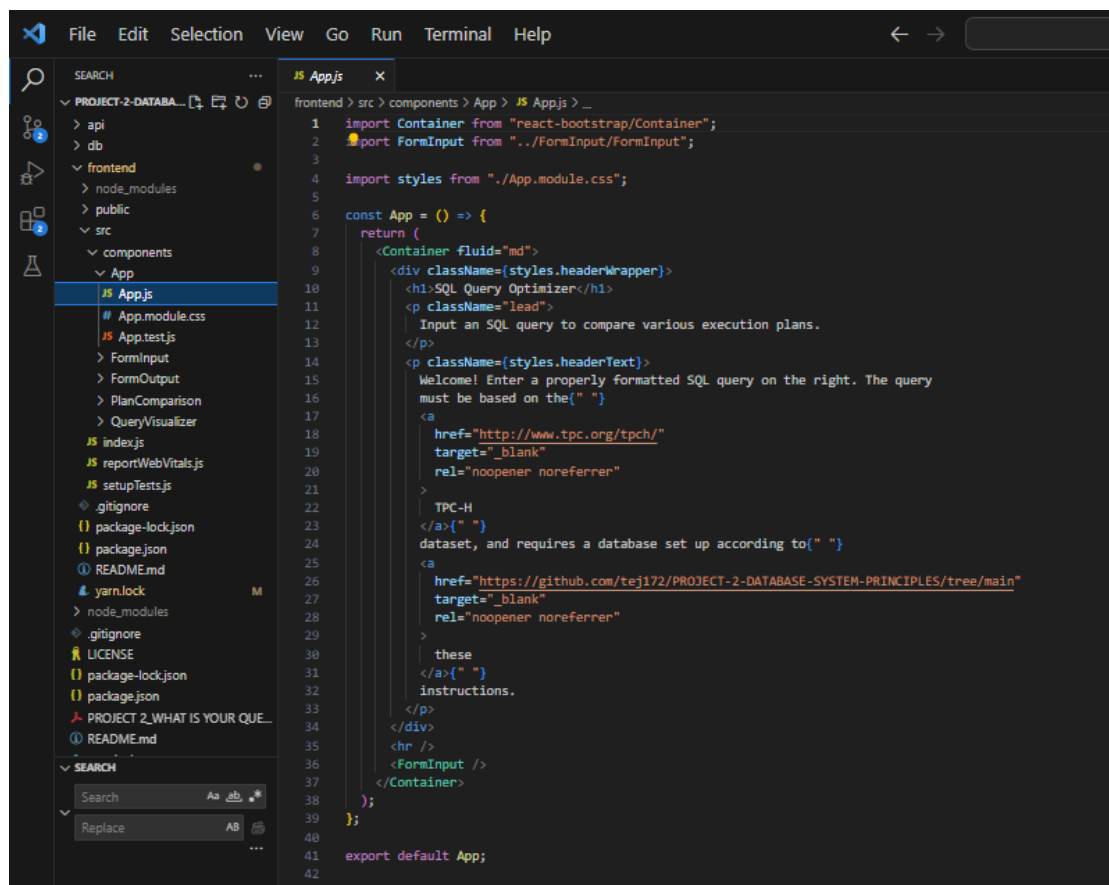 File Edit Selection View Go Run Terminal Help
SEARCH
PROJECT-2-DATABA...
api
db
frontend
node_modules
public
src
components
App
JS App.js
# App.module.css
JS App.test.js
FormInput
FormOutput
PlanComparison
QueryVisualizer
JS index.js
JS reportWebVitals.js
JS setupTests.js
.gitignore
{} package-lock.json
{} package.json
README.md
yarn.lock M
node_modules
.gitignore
LICENSE
{} package-lock.json
{} package.json
PROJECT 2_WHAT IS YOUR QUE...
README.md
SEARCH
Search Aa ab .*
Replace AB
2
2
JS App.js
frontend > src > components > App > JS App.js > ...
1 import Container from "react-bootstrap/Container";
2 import FormInput from "../FormInput/FormInput";
3
4 import styles from "./App.module.css";
5
6 const App = () => {
7 return (
8 <Container fluid="md">
9 <div className={styles.headerWrapper}>
10 <h1>SQL Query Optimizer</h1>
11 <p className="lead">
12 Input an SQL query to compare various execution plans.
13 </p>
14 <p className={styles.headerText}>
15 Welcome! Enter a properly formatted SQL query on the right. The query
16 must be based on the{" "}
17 <a
18 href="http://www.tpc.org/tpch/"
19 target="_blank"
20 rel="noopener noreferrer"
21 >
22 TPC-H
23 </a>{" "}
24 dataset, and requires a database set up according to{" "}
25 <a
26 href="https://github.com/tej172/PROJECT-2-DATABASE-SYSTEM-PRINCIPLES/tree/main"
27 target="_blank"
28 rel="noopener noreferrer"
29 >
30 these
31 </a>{" "}
32 instructions.
33 </p>
34 </div>
35 <hr />
36 <FormInput />
37 </Container>
38 );
39 };
40
41 export default App;
42